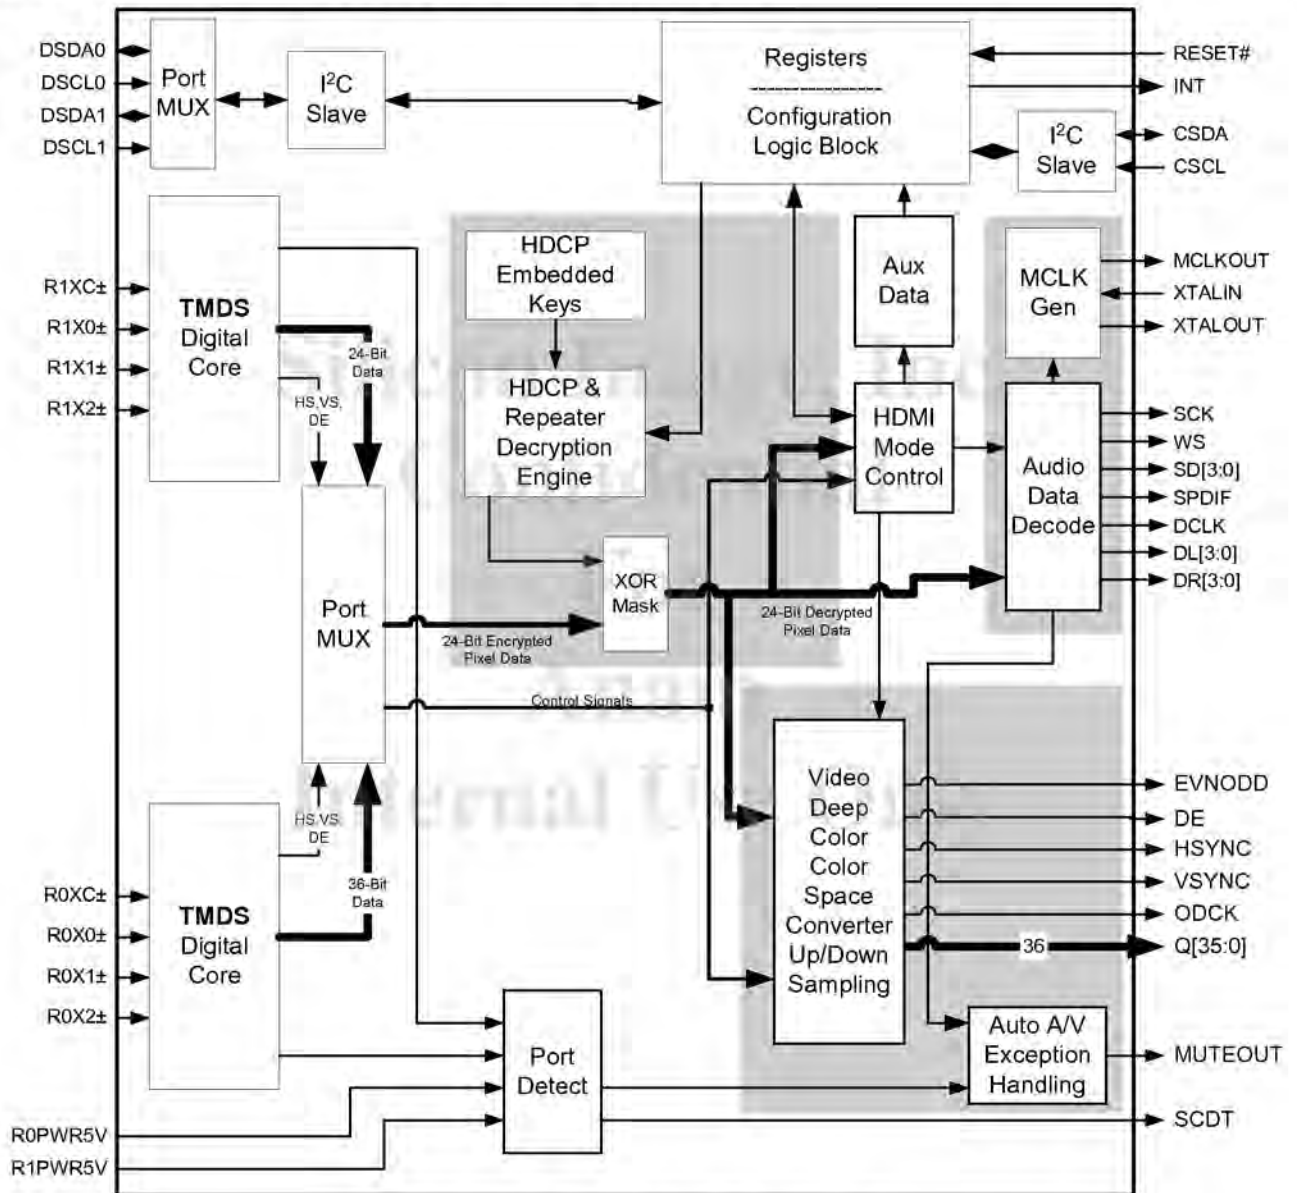 DSDA0
DSCL0
DSDA1
DSCL1
Port
MUX
I²C
Slave
Registers
Configuration
Logic Block
RESET#
INT
I²C
Slave
CSDA
CSCL
R1XC±
R1X0±
R1X1±
R1X2±
TMDS
Digital
Core
24-Bit
Data
HS,VS,
DE
HDCP
Embedded
Keys
HDCP &
Repeater
Decryption
Engine
XOR
Mask
Aux
Data
HDMI
Mode
Control
MCLK
Gen
MCLKOUT
XTALIN
XTALOUT
Audio
Data
Decode
SCK
WS
SD[3:0]
SPDIF
DCLK
DL[3:0]
DR[3:0]
Port
MUX
24-Bit Encrypted
Pixel Data
24-Bit Decrypted
Pixel Data
Control Signals
HS,VS,
DE
36-Bit
Data
R0XC±
R0X0±
R0X1±
R0X2±
TMDS
Digital
Core
Video
Deep
Color
Color
Space
Converter
Up/Down
Sampling
EVNODD
DE
HSYNC
VSYNC
ODCK
36
Q[35:0]
Port
Detect
Auto A/V
Exception
Handling
MUTEOUT
SCDT
R0PWR5V
R1PWR5V